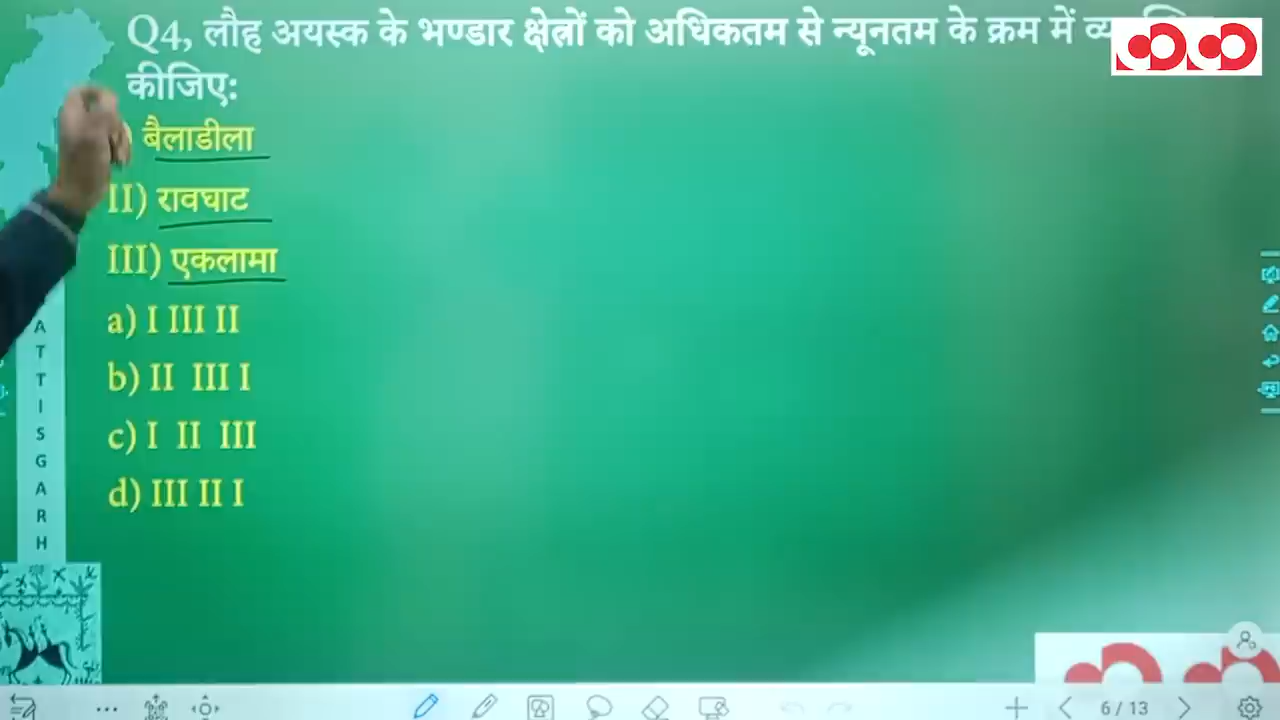 Q4, लौह अयस्क के भण्डार क्षेत्रों को अधिकतम से न्यूनतम के क्रम में
कीजिए:
बैलाडीला
II) रावघाट
III) एकलामा
a) I III II
b) II III I
c) I II III
d) III II I
A
T
T
I
S
G
A
R
H
6 / 13